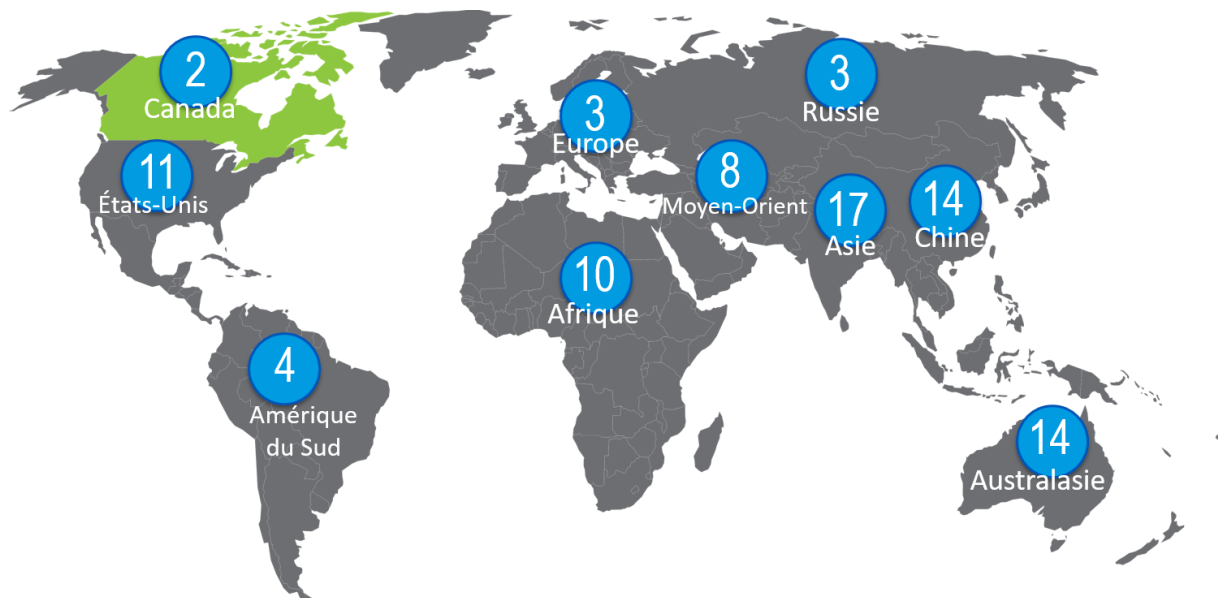 2
Canada
11
États-Unis
4
Amérique
du Sud
3
Europe
10
Afrique
3
Russie
8
Moyen-Orient
17
Asie
14
Chine
14
Australasie